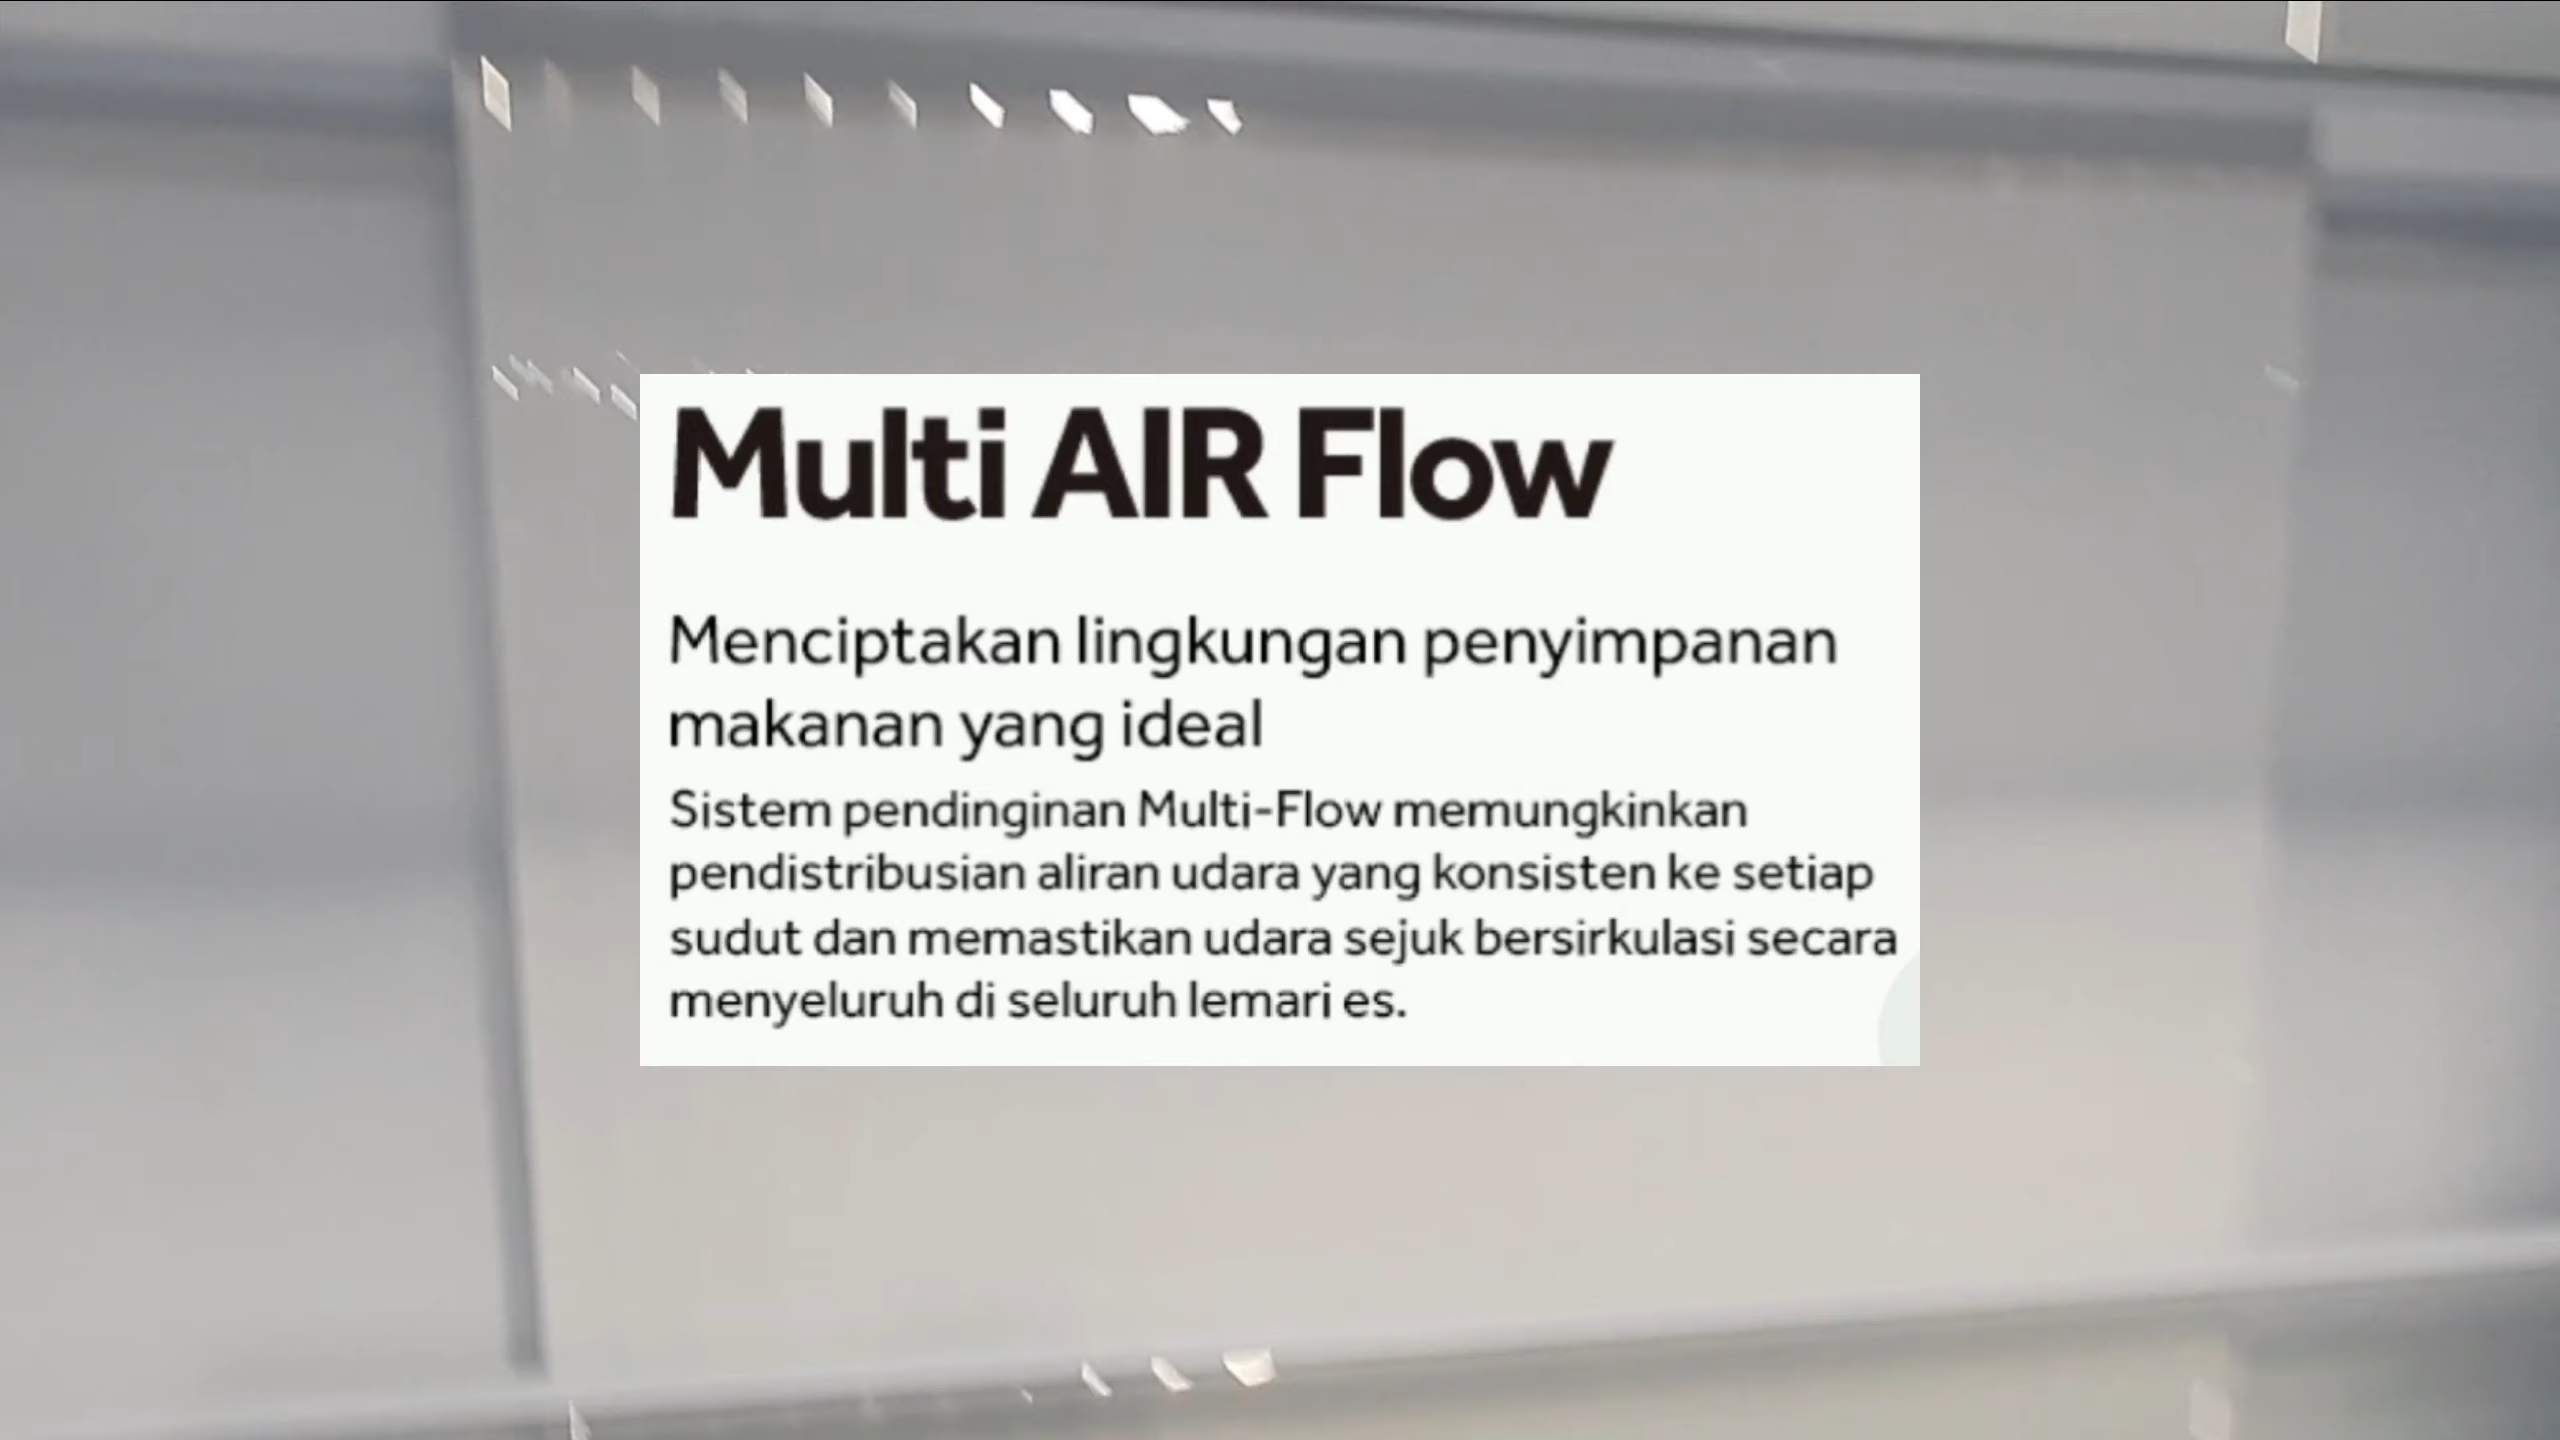 Multi AIR Flow
Menciptakan lingkungan penyimpanan
makanan yang ideal
Sistem pendinginan Multi-Flow memungkinkan
pendistribusian aliran udara yang konsisten ke setiap
sudut dan memastikan udara sejuk bersirkulasi secara
menyeluruh di seluruh lemari es.